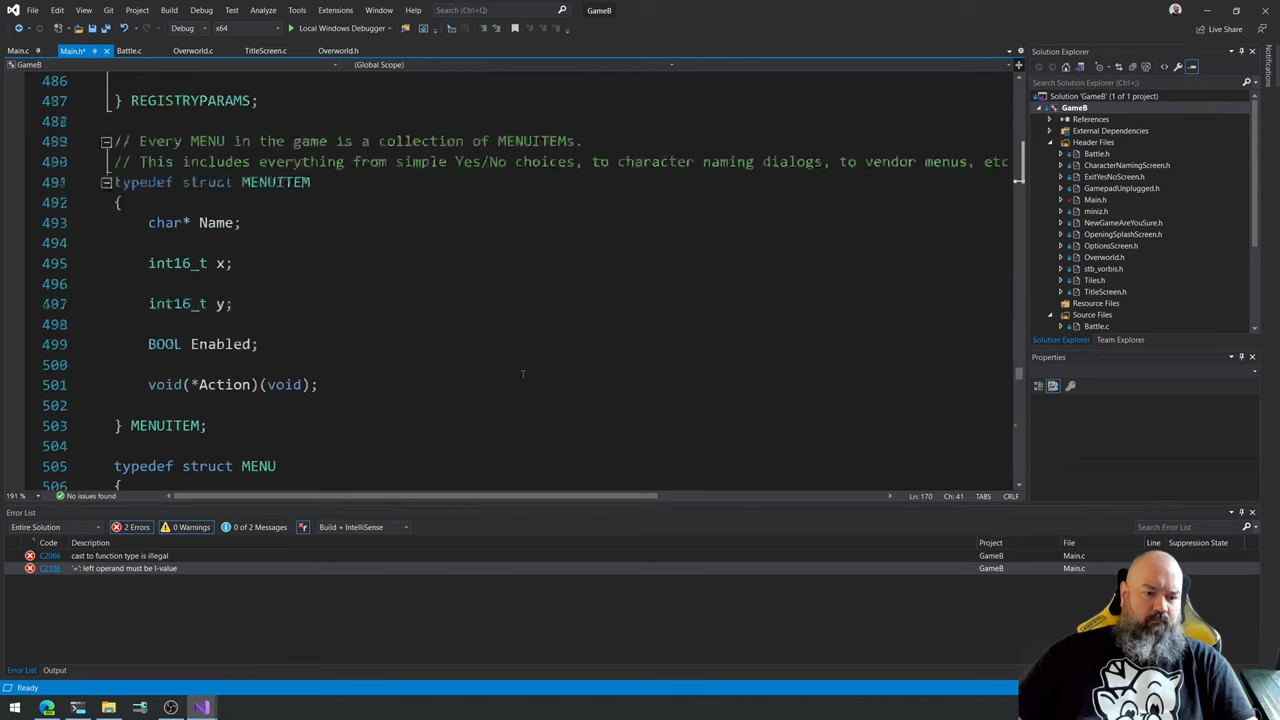 File Edit View Git Project Build Debug Test Analyze Tools Extensions Window Help Search (Ctrl+Q) GameB
Debug x64 Local Windows Debugger Live Share
Main.c Main.h* Battle.c Overworld.c TitleScreen.c Overworld.h
GameB (Global Scope)
486
487 } REGISTRYPARAMS;
488
489 // Every MENU in the game is a collection of MENUITEMs.
490 // This includes everything from simple Yes/No choices, to character naming dialogs, to vendor menus, etc
491 typedef struct MENUITEM
492 {
493 char* Name;
494
495 int16_t x;
496
497 int16_t y;
498
499 BOOL Enabled;
500
501 void(*Action)(void);
502
503 } MENUITEM;
504
505 typedef struct MENU
506 {
191 % No issues found Ln: 170 Ch: 41 TABS CRLF
Error List
Entire Solution 2 Errors 0 Warnings 0 of 2 Messages Build + IntelliSense Search Error List
Code Description Project File Line Suppression State
C2066 cast to function type is illegal GameB Main.c
C2106 '=': left operand must be l-value GameB Main.c
Error List Output
Ready
Solution Explorer
Search Solution Explorer (Ctrl+;)
Solution 'GameB' (1 of 1 project)
GameB
References
External Dependencies
Header Files
Battle.h
CharacterNamingScreen.h
ExitYesNoScreen.h
GamepadUnplugged.h
Main.h
miniz.h
NewGameAreYouSure.h
OpeningSplashScreen.h
OptionsScreen.h
Overworld.h
stb_vorbis.h
Tiles.h
TitleScreen.h
Resource Files
Source Files
Battle.c
Solution Explorer Team Explorer
Properties
Notifications